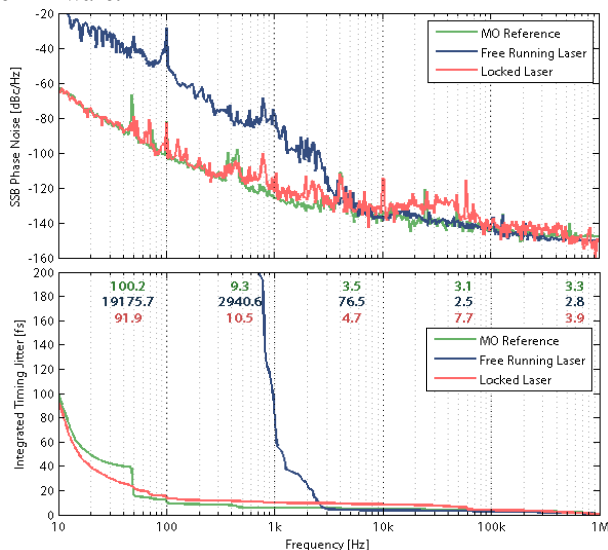 -20
-40
-60
-80
-100
-120
-140
-160
SSB Phase Noise [dBc/Hz]
MO Reference
Free Running Laser
Locked Laser
200
180
160
140
120
100
80
60
40
20
0
Integrated Timing Jitter [fs]
100.2 9.3 3.5 3.1 3.3
19175.7 2940.6 76.5 2.5 2.8
91.9 10.5 4.7 7.7 3.9
MO Reference
Free Running Laser
Locked Laser
10 100 1k 10k 100k 1M
Frequency [Hz]